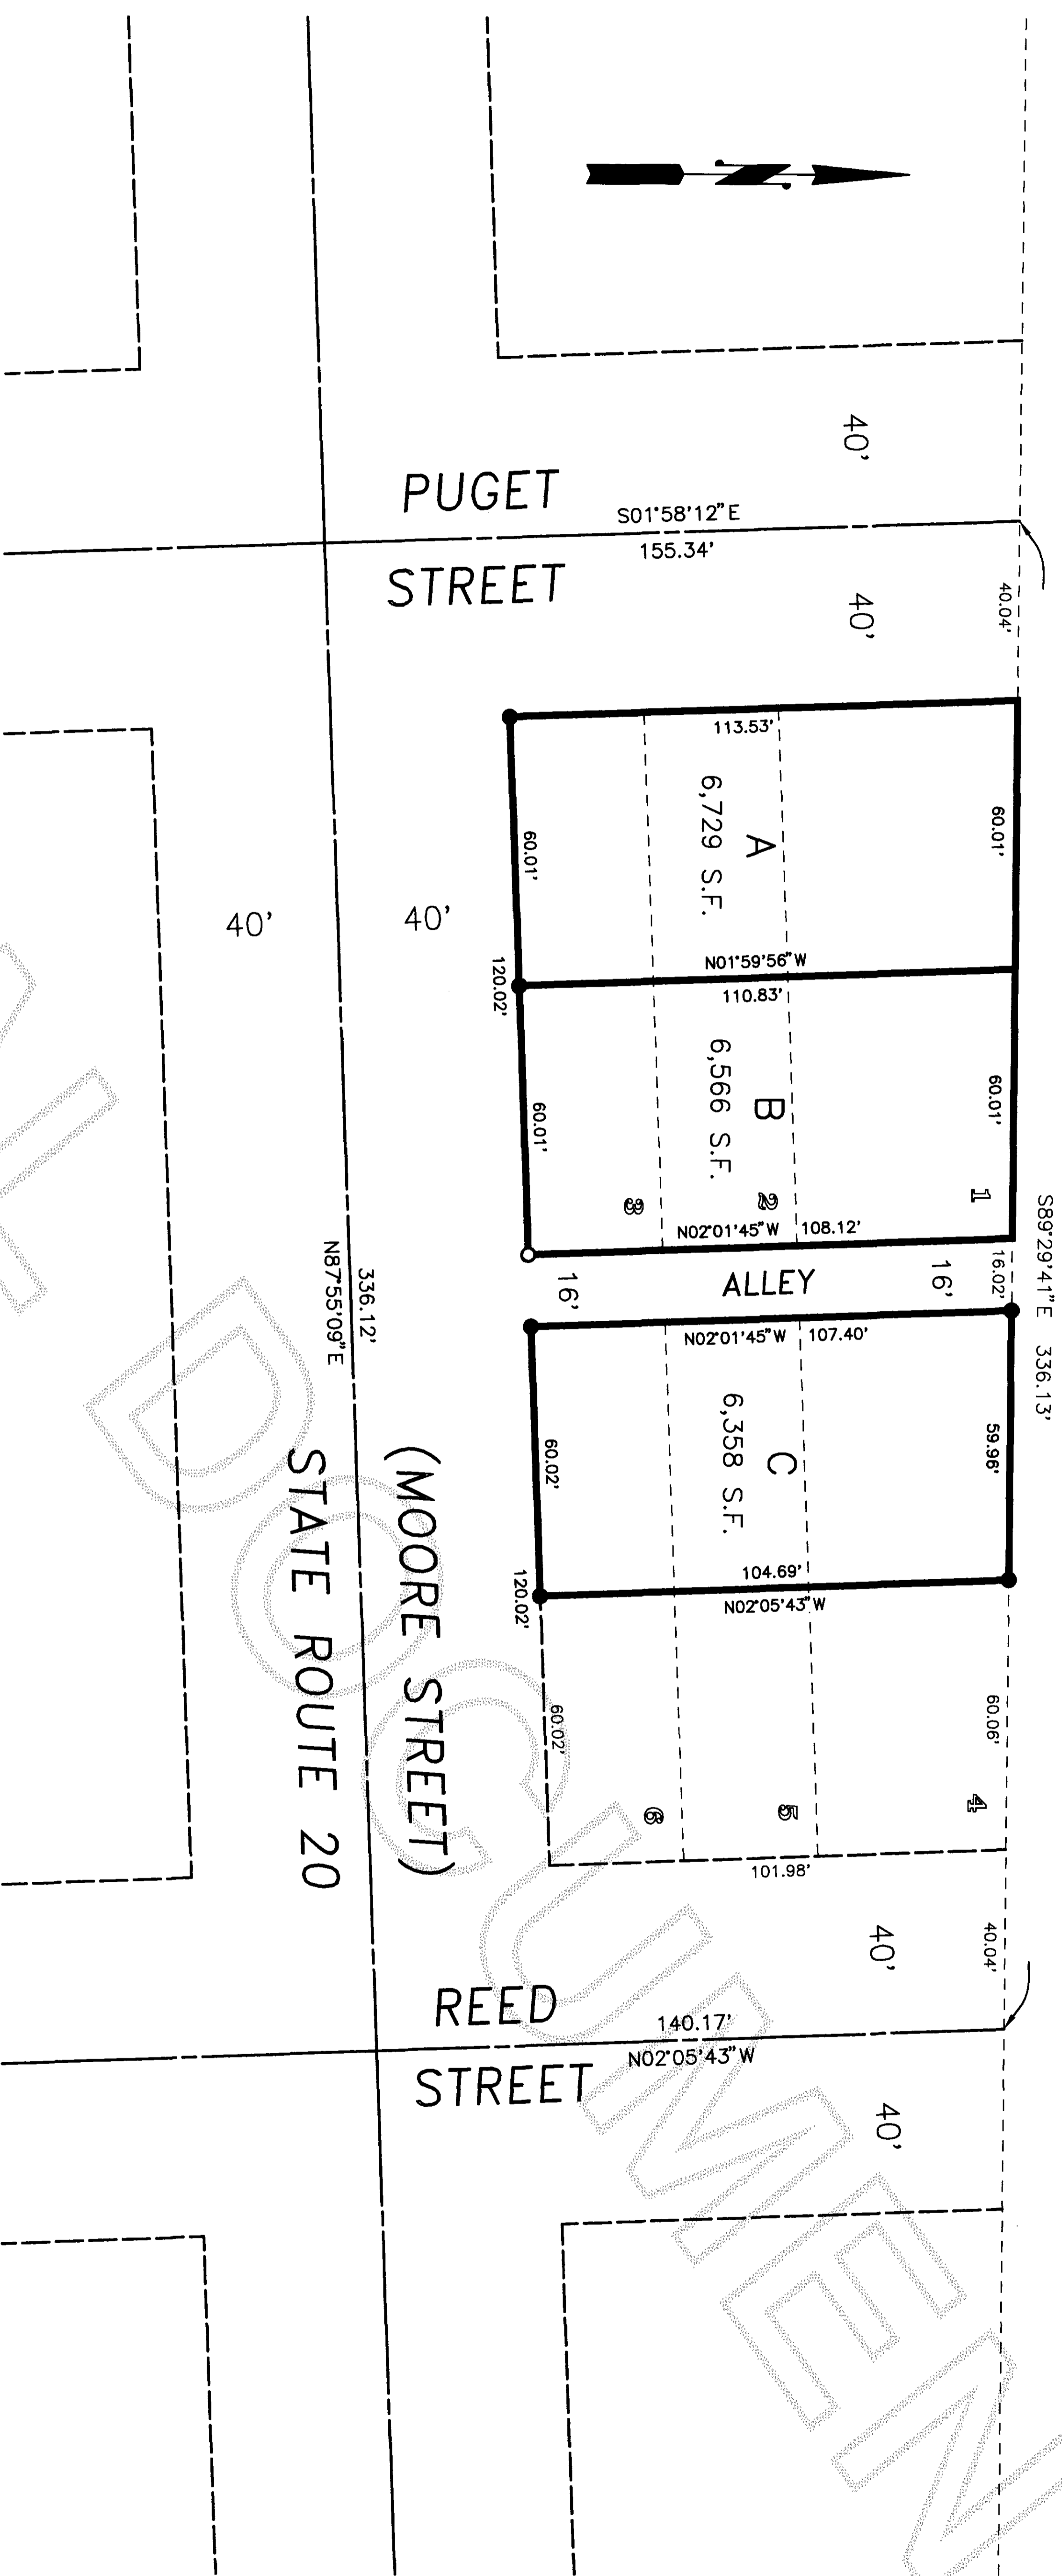 40'
PUGET
S01°58'12"E
155.34'
STREET
40'
40.04'
113.53'
A
6,729 S.F.
60.01'
60.01'
40'
40'
N01°59'56"W
120.02'
110.83'
B
6,566 S.F.
60.01'
60.01'
1
2
3
S89°29'41"E 336.13'
N02°01'45"W 108.12'
16.02'
16'
ALLEY
16'
336.12'
N87°55'09"E
N02°01'45"W 107.40'
C
6,358 S.F.
59.96'
60.02'
(MOORE STREET)
STATE ROUTE 20
104.69'
120.02'
N02°05'43"W
60.06'
60.02'
4
5
6
101.98'
40'
40.04'
REED
140.17'
N02°05'43"W
STREET
40'
DOCUMEN